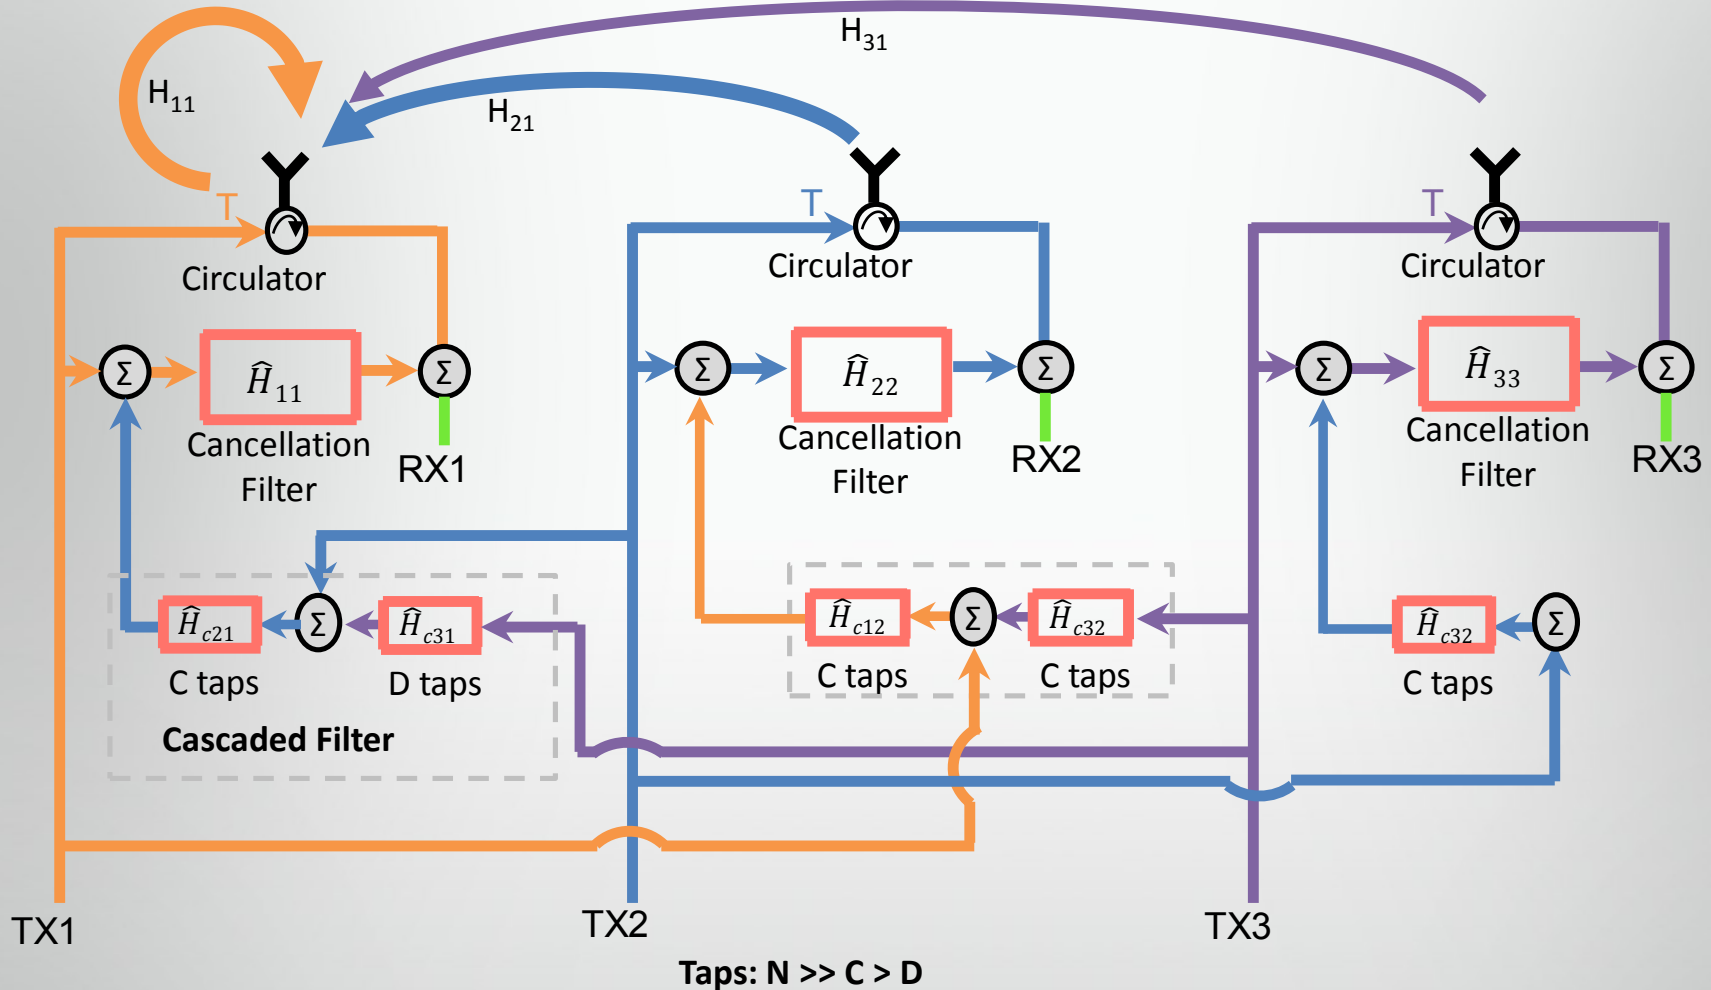 H₃₁
H₁₁
H₂₁
T
T
T
Circulator
Circulator
Circulator
Σ
Ĥ₁₁
Σ
Σ
Ĥ₂₂
Σ
Σ
Ĥ₃₃
Σ
Cancellation
Filter
RX1
Cancellation
Filter
RX2
Cancellation
Filter
RX3
Ĥc21
Σ
Ĥc31
C taps
D taps
Cascaded Filter
Ĥc12
Σ
Ĥc32
C taps
C taps
Ĥc32
Σ
C taps
TX1
TX2
TX3
Taps: N >> C > D